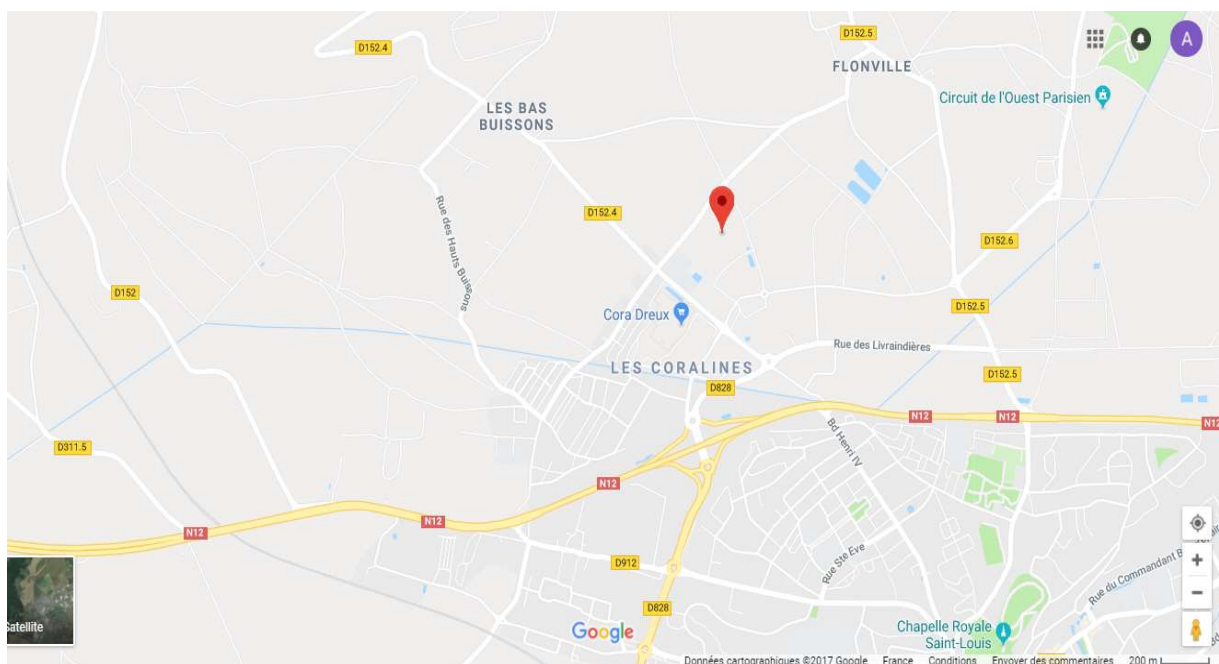 D152.5
D152.4
FLONVILLE
A
Circuit de l'Ouest Parisien
LES BAS
BUISSONS
D152.4
D152.6
Rue des Hauts Buissons
D152
D152.5
Cora Dreux
Rue des Livraindières
LES CORALINES
D828
D152.5
N12
N12
N12
Bd Henri IV
D311.5
N12
N12
N12
D912
Rue Ste Eve
Rue du Commandant
D828
Satellite
Google
Chapelle Royale
Saint-Louis
Données cartographiques ©2017 Google France Conditions Envoyer des commentaires 200 m